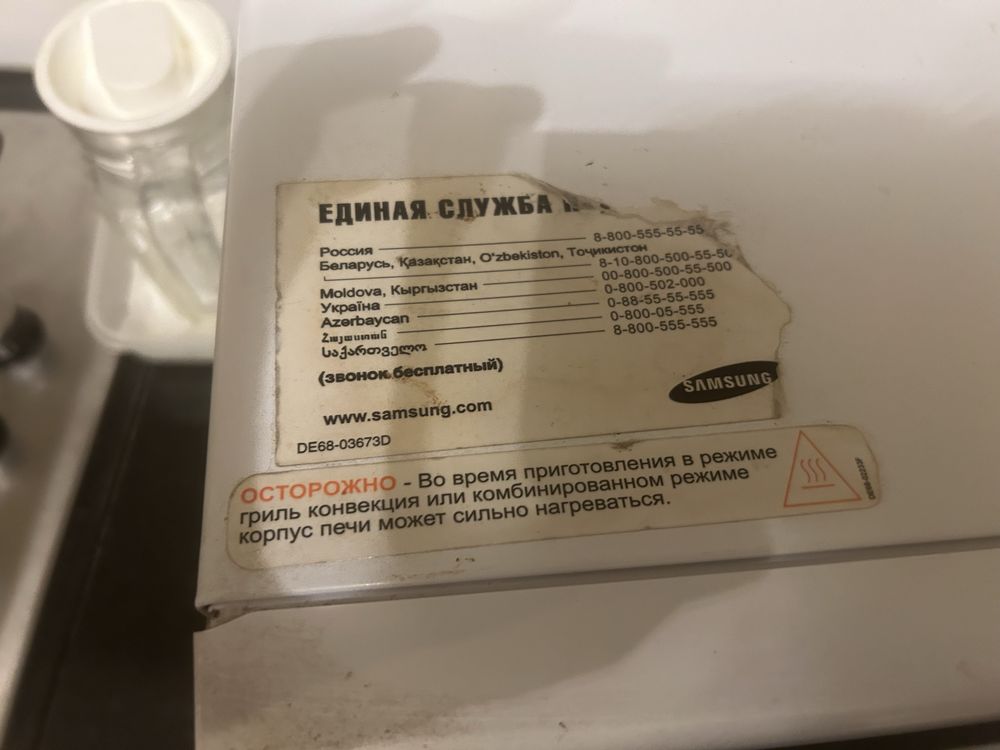 ЕДИНАЯ СЛУЖБА
Россия 8-800-555-55-55
Беларусь, Қазақстан, O'zbekiston, Тоҷикистон
8-10-800-500-55-50
Moldova, Кыргызстан 00-800-500-55-500
Україна 0-800-502-000
Azerbaycan 0-88-55-55-555
Հայաստան 0-800-05-555
საქართველო 8-800-555-555
(звонок бесплатный)
www.samsung.com
SAMSUNG
DE68-03673D
ОСТОРОЖНО - Во время приготовления в режиме
гриль конвекция или комбинированном режиме
корпус печи может сильно нагреваться.